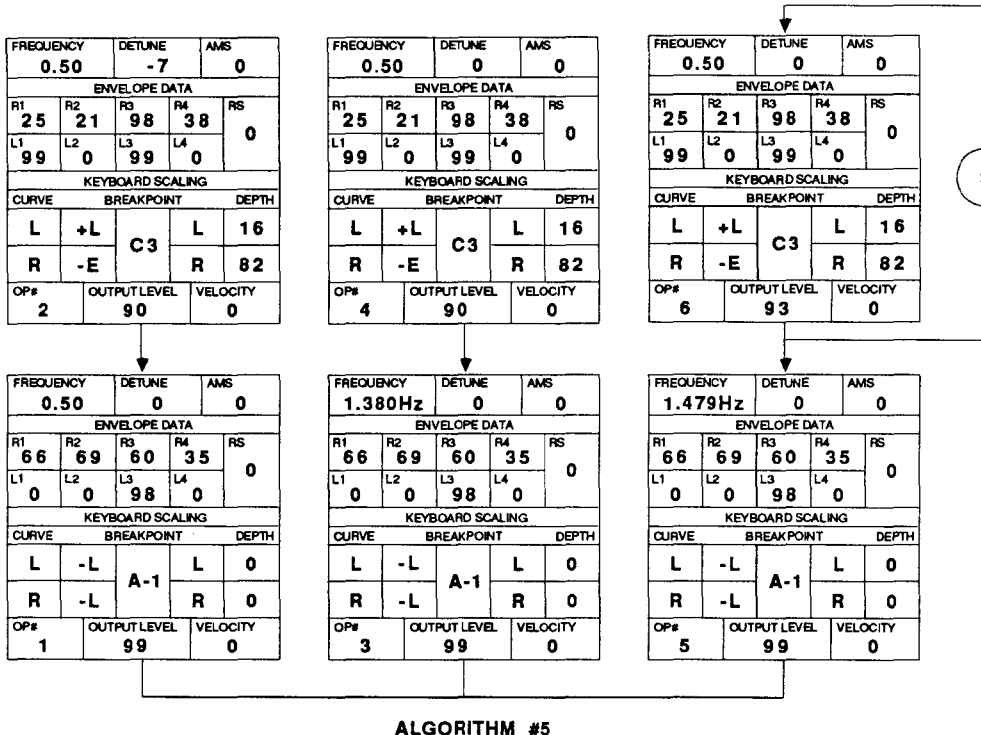 FREQUENCY DETUNE AMS
0.50 -7 0
ENVELOPE DATA
R1 R2 R3 R4 RS
25 21 98 38 0
L1 L2 L3 L4
99 0 99 0
KEYBOARD SCALING
CURVE BREAKPOINT DEPTH
L +L C3 L 16
R -E R 82
OP# OUTPUT LEVEL VELOCITY
2 90 0
FREQUENCY DETUNE AMS
0.50 0 0
ENVELOPE DATA
R1 R2 R3 R4 RS
25 21 98 38 0
L1 L2 L3 L4
99 0 99 0
KEYBOARD SCALING
CURVE BREAKPOINT DEPTH
L +L C3 L 16
R -E R 82
OP# OUTPUT LEVEL VELOCITY
4 90 0
FREQUENCY DETUNE AMS
0.50 0 0
ENVELOPE DATA
R1 R2 R3 R4 RS
25 21 98 38 0
L1 L2 L3 L4
99 0 99 0
KEYBOARD SCALING
CURVE BREAKPOINT DEPTH
L +L C3 L 16
R -E R 82
OP# OUTPUT LEVEL VELOCITY
6 93 0
FREQUENCY DETUNE AMS
0.50 0 0
ENVELOPE DATA
R1 R2 R3 R4 RS
66 69 60 35 0
L1 L2 L3 L4
0 0 98 0
KEYBOARD SCALING
CURVE BREAKPOINT DEPTH
L -L A-1 L 0
R -L R 0
OP# OUTPUT LEVEL VELOCITY
1 99 0
FREQUENCY DETUNE AMS
1.380Hz 0 0
ENVELOPE DATA
R1 R2 R3 R4 RS
66 69 60 35 0
L1 L2 L3 L4
0 0 98 0
KEYBOARD SCALING
CURVE BREAKPOINT DEPTH
L -L A-1 L 0
R -L R 0
OP# OUTPUT LEVEL VELOCITY
3 99 0
FREQUENCY DETUNE AMS
1.479Hz 0 0
ENVELOPE DATA
R1 R2 R3 R4 RS
66 69 60 35 0
L1 L2 L3 L4
0 0 98 0
KEYBOARD SCALING
CURVE BREAKPOINT DEPTH
L -L A-1 L 0
R -L R 0
OP# OUTPUT LEVEL VELOCITY
5 99 0
ALGORITHM #5